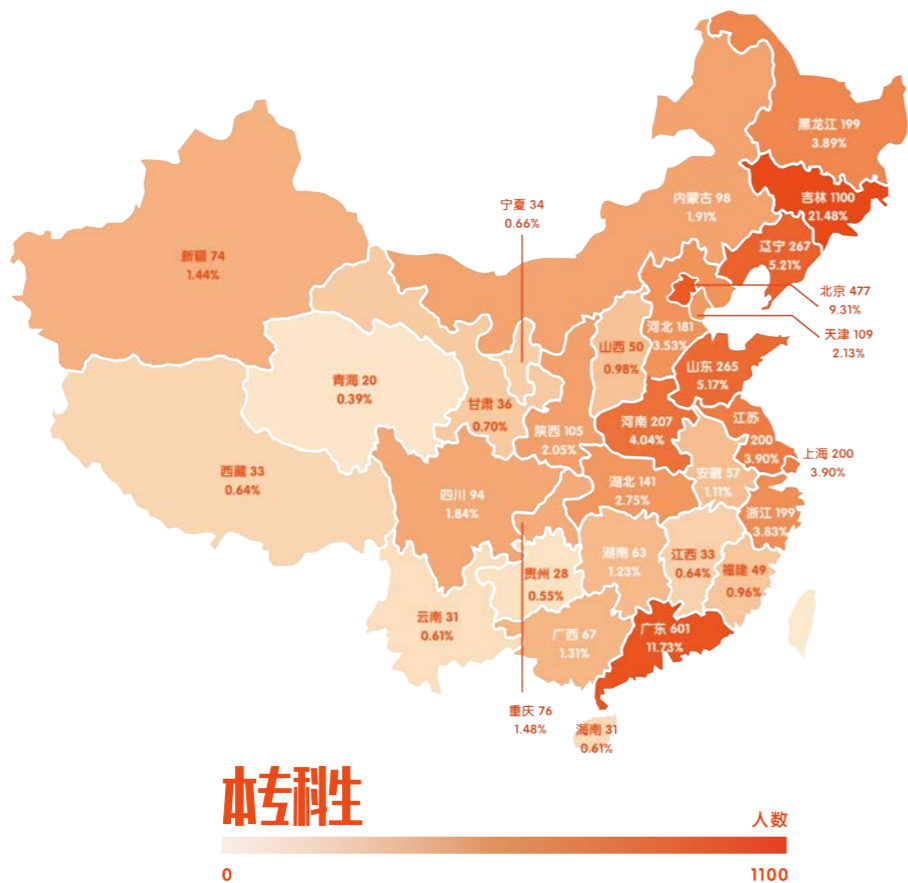 黑龙江 199
3.89%
吉林 1100
21.48%
内蒙古 98
1.91%
宁夏 34
0.66%
辽宁 267
5.21%
新疆 74
1.44%
北京 477
9.31%
天津 109
2.13%
河北 181
3.53%
山西 50
0.98%
山东 265
5.17%
青海 20
0.39%
甘肃 36
0.70%
陕西 105
2.05%
河南 207
4.04%
江苏
200
3.90%
上海 200
3.90%
西藏 33
0.64%
四川 94
1.84%
湖北 141
2.75%
安徽 57
1.11%
浙江 199
3.83%
湖南 63
1.23%
江西 33
0.64%
贵州 28
0.55%
福建 49
0.96%
云南 31
0.61%
广西 67
1.31%
广东 601
11.73%
重庆 76
1.48%
海南 31
0.61%
本专科生
人数
0
1100